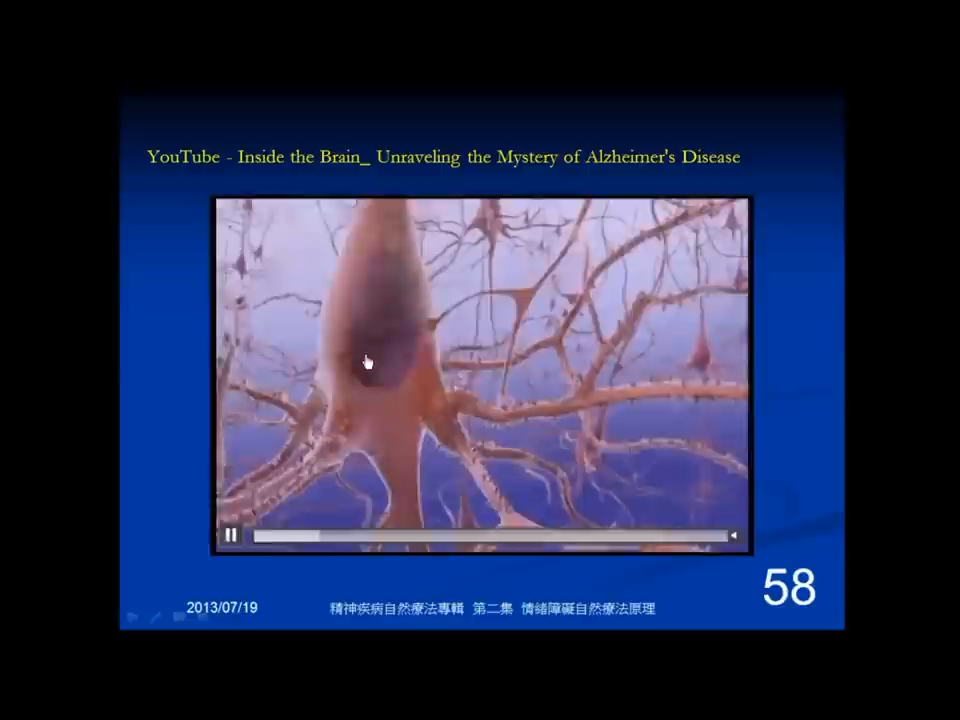 YouTube - Inside the Brain_ Unraveling the Mystery of Alzheimer's Disease
58
2013/07/19
精神疾病自然療法專輯 第二集 情緒障礙自然療法原理